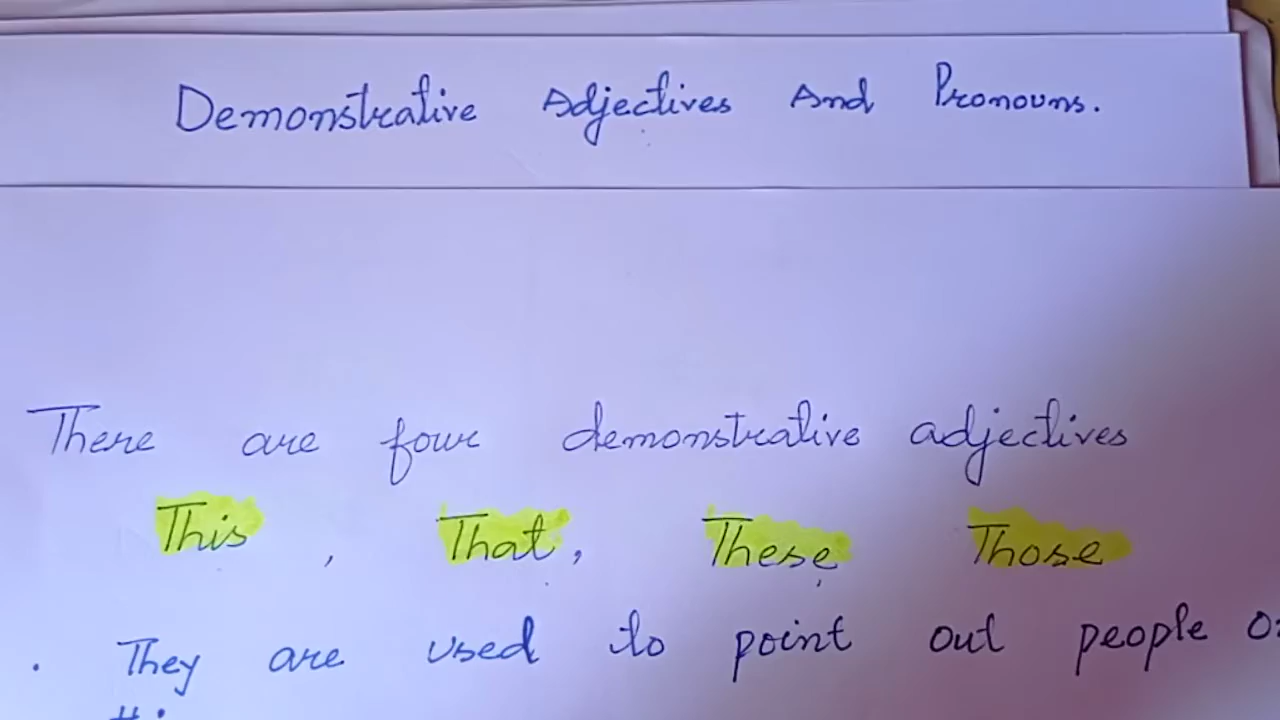 Demonstrative Adjectives And Pronouns.
There are four demonstrative adjectives
This , That , These , Those
. They are used to point out people